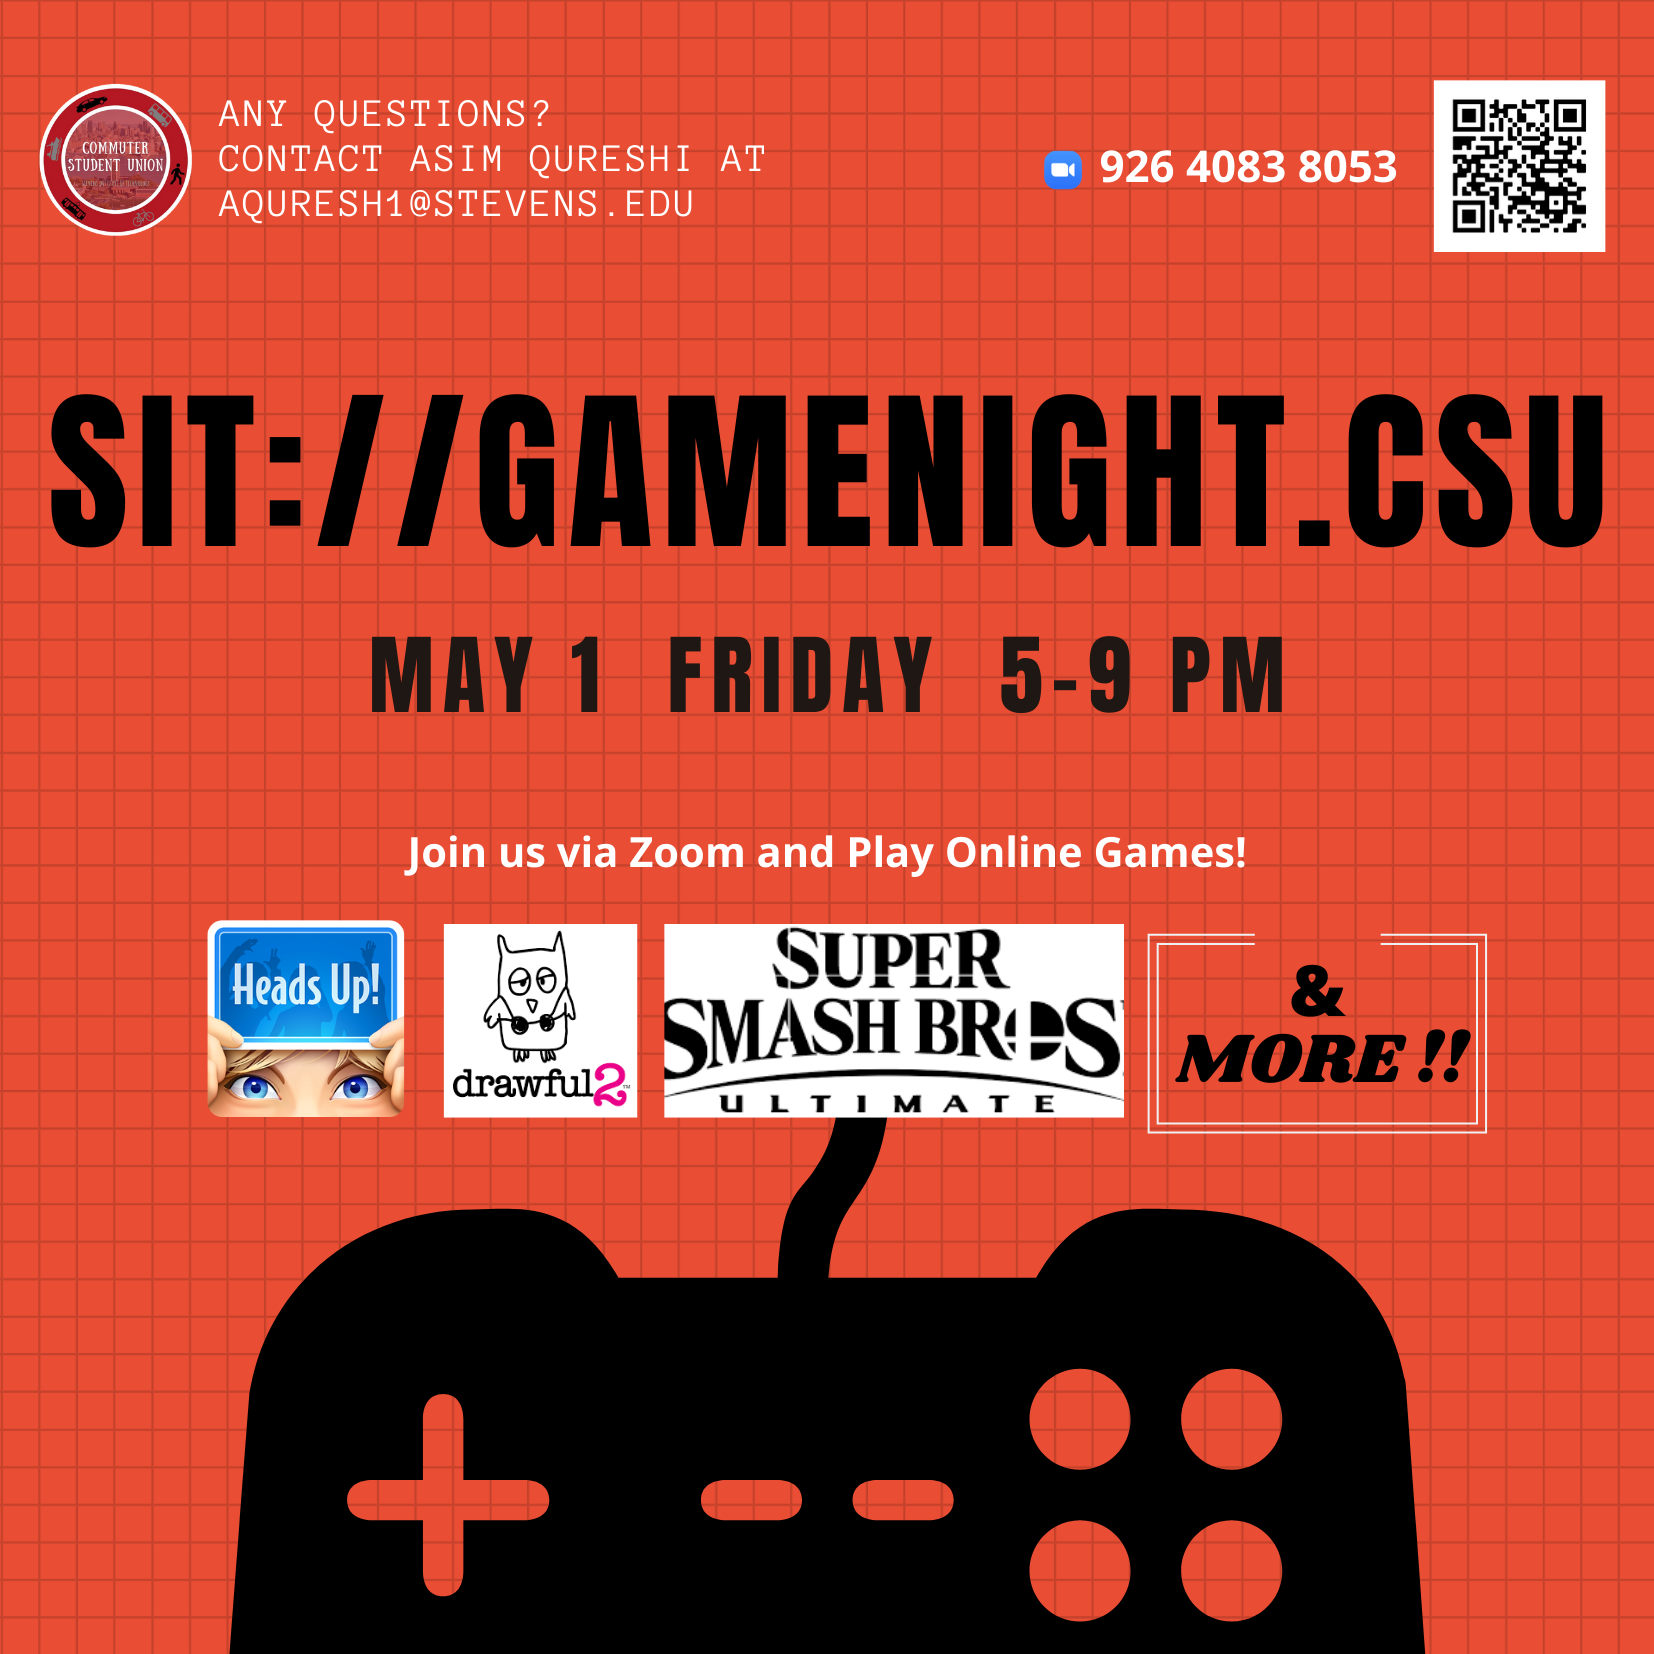 COMMUTER
STUDENT UNION
ANY QUESTIONS?
CONTACT ASIM QURESHI AT
AQURESH1@STEVENS.EDU
926 4083 8053
SIT://GAMENIGHT.CSU
MAY 1 FRIDAY 5-9 PM
Join us via Zoom and Play Online Games!
Heads Up!
drawful2™
SUPER
SMASH BROS
ULTIMATE
&
MORE !!